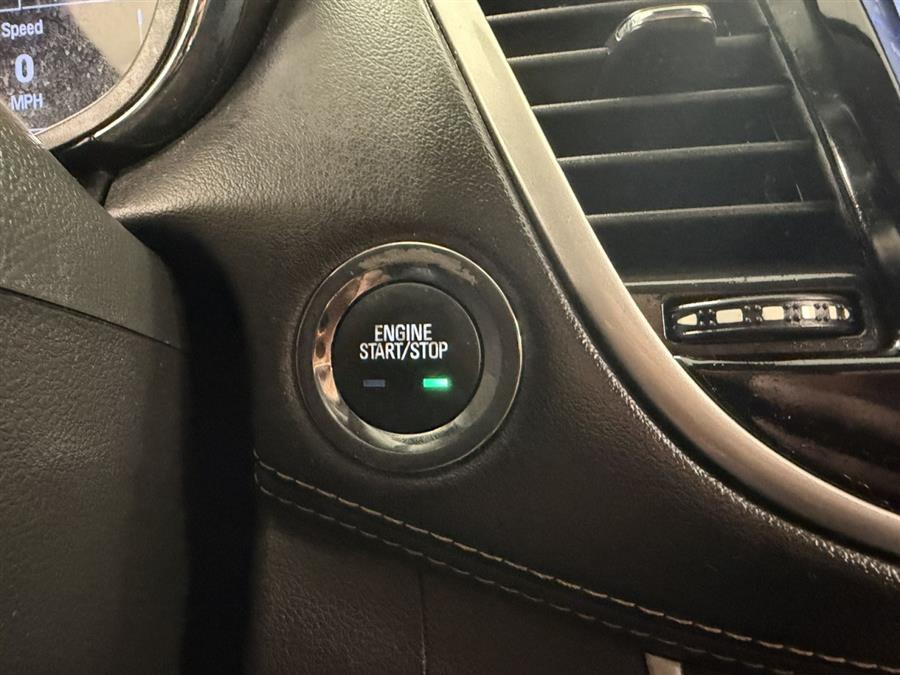 Speed
0
MPH
ENGINE
START/STOP